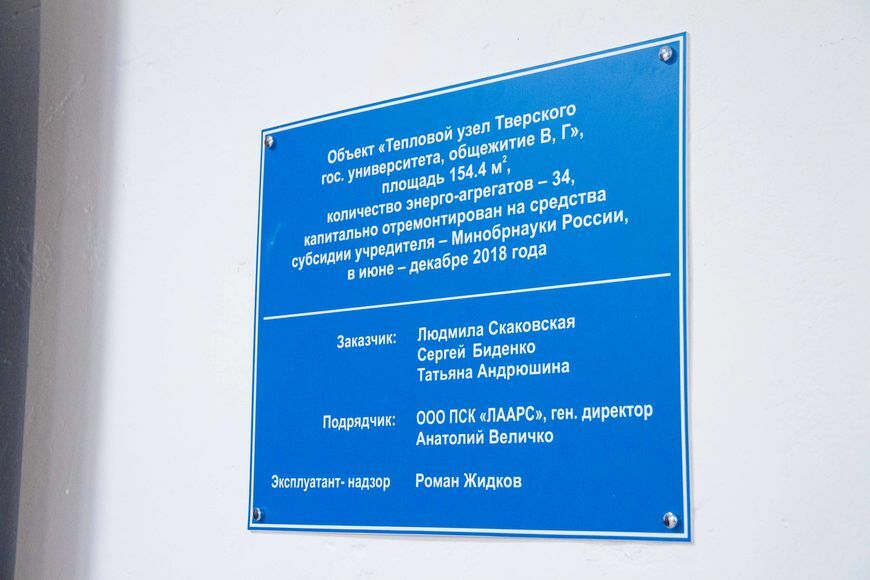 Объект «Тепловой узел Тверского
гос. университета, общежитие В, Г»,
площадь 154.4 м²,
количество энерго-агрегатов – 34,
капитально отремонтирован на средства
субсидии учредителя – Минобрнауки России,
в июне – декабре 2018 года
Заказчик: Людмила Скаковская
Сергей Биденко
Татьяна Андрюшина
Подрядчик: ООО ПСК «ЛААРС», ген. директор
Анатолий Величко
Эксплуатант- надзор Роман Жидков